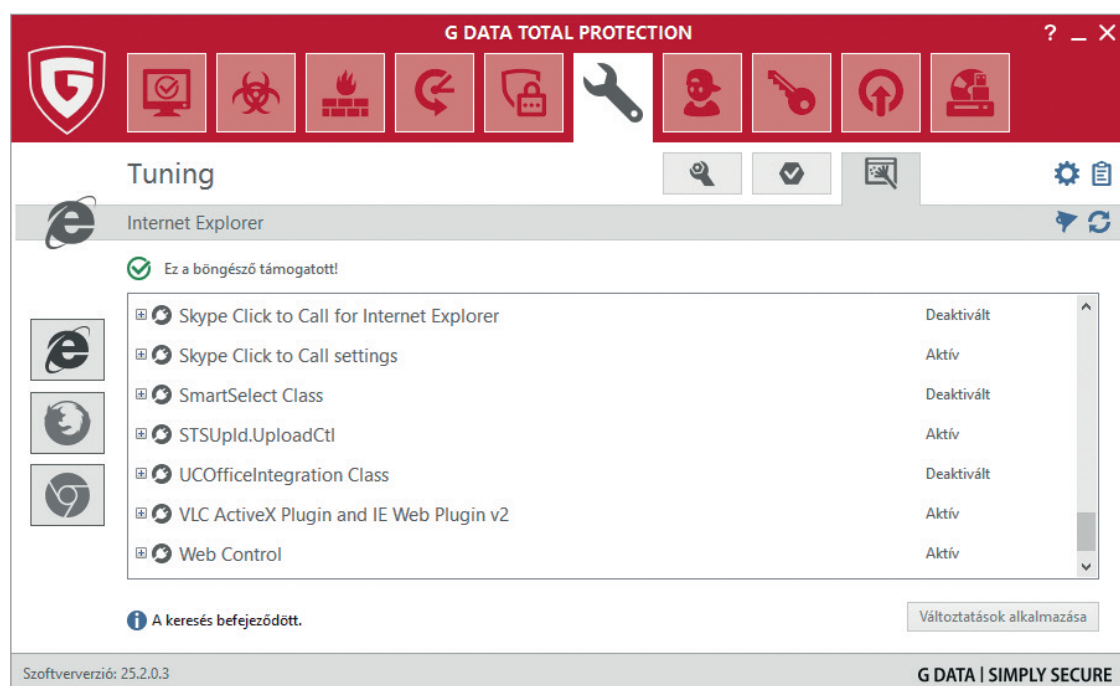 G DATA TOTAL PROTECTION
Tuning
Internet Explorer
Ez a böngésző támogatott!
Skype Click to Call for Internet Explorer Deaktivált
Skype Click to Call settings Aktív
SmartSelect Class Deaktivált
STSUpld.UploadCtl Aktív
UCOfficeIntegration Class Deaktivált
VLC ActiveX Plugin and IE Web Plugin v2 Aktív
Web Control Aktív
A keresés befejeződött.
Változtatások alkalmazása
Szoftververzió: 25.2.0.3
G DATA | SIMPLY SECURE